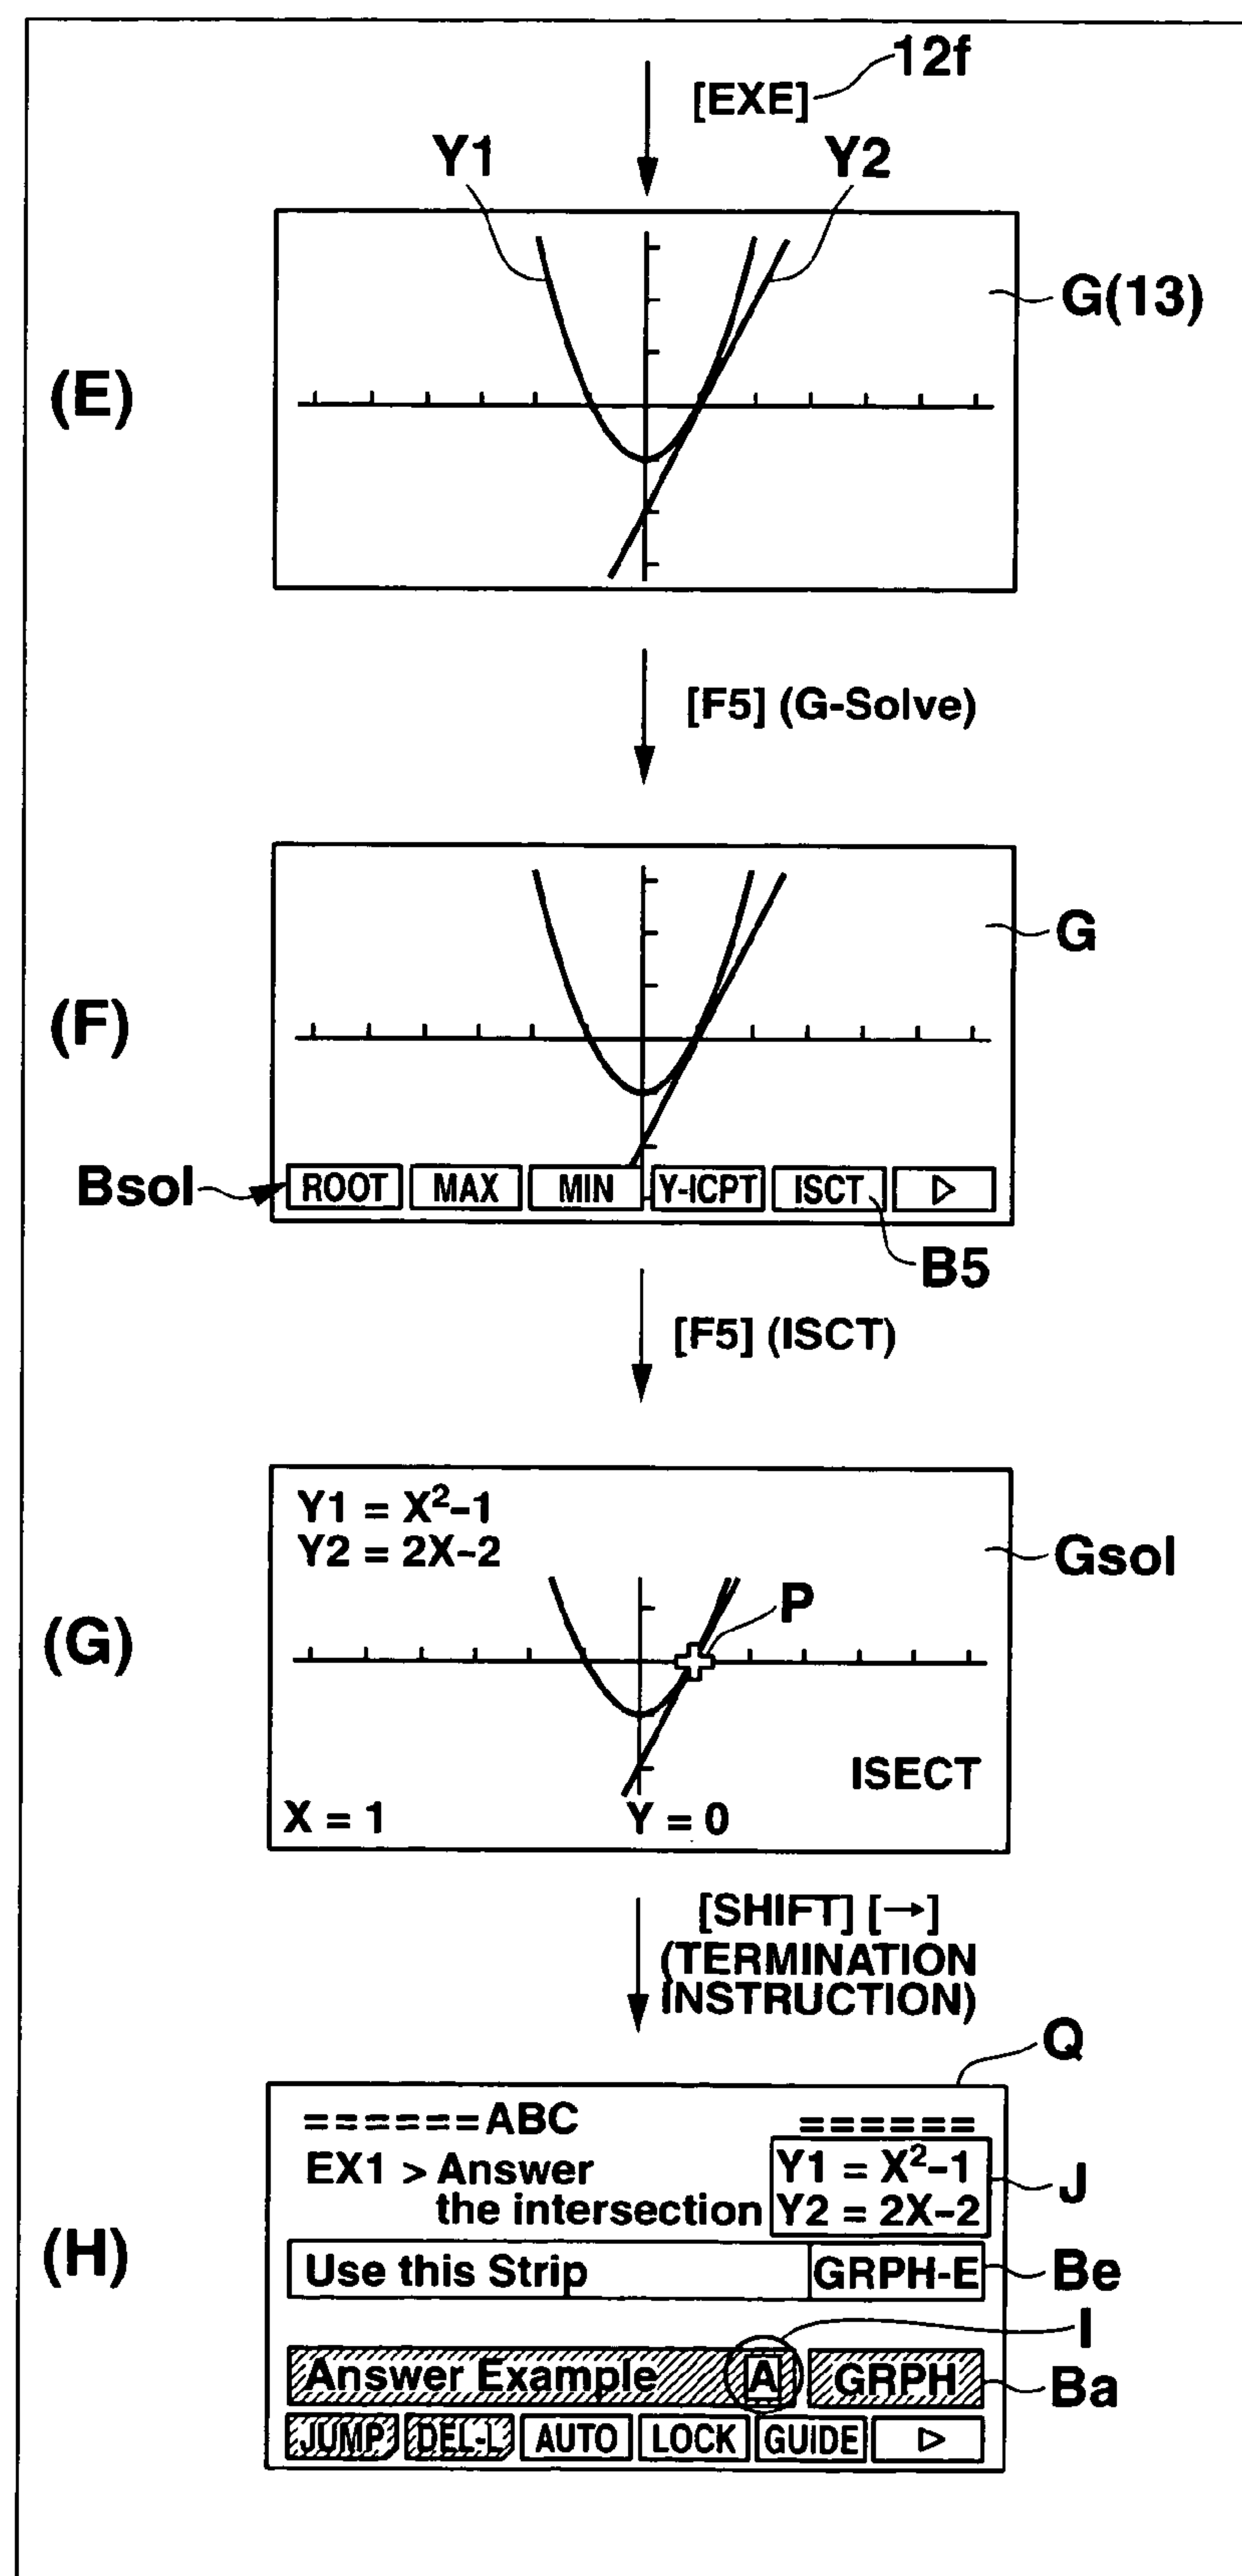 12f
[EXE]
Y1
Y2
G(13)
(E)
[F5] (G-Solve)
G
(F)
Bsol
ROOT MAX MIN Y-ICPT ISCT ▷
B5
[F5] (ISCT)
Y1 = X²-1
Y2 = 2X-2
Gsol
P
(G)
ISECT
X = 1 Y = 0
[SHIFT] [→]
(TERMINATION
INSTRUCTION)
Q
======ABC ======
EX1 > Answer Y1 = X²-1
the intersection Y2 = 2X-2
J
(H)
Use this Strip GRPH-E
Be
I
Answer Example A GRPH
Ba
JUMP DEL-L AUTO LOCK GUIDE ▷